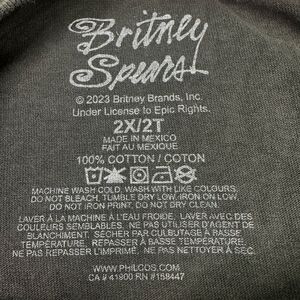 Britney
Spears
© 2023 Britney Brands, Inc.
Under License to Epic Rights.
2X/2T
MADE IN MEXICO
FAIT AU MEXIQUE
100% COTTON / COTON
MACHINE WASH COLD, WASH WITH LIKE COLOURS,
DO NOT BLEACH, TUMBLE DRY LOW, IRON ON LOW
DO NOT IRON PRINT, DO NOT DRY CLEAN.
LAVER À LA MACHINE A L'EAU FROIDE. LAVER AVEC DES
COULEURS SEMBLABLES. NE PAS UTILISER D'AGENT DE
BLANCHIMENT. SÉCHER PAR CULBUTAGE À BASSE
TEMPÉRATURE, REPASSER À BASSE TEMPÉRATURE.
NE PAS REPASSER L'IMPRIMÉ, NE PAS NETTOYER À SEC.
WWW.PHILCOS.COM
CA # 41900 RN #158447